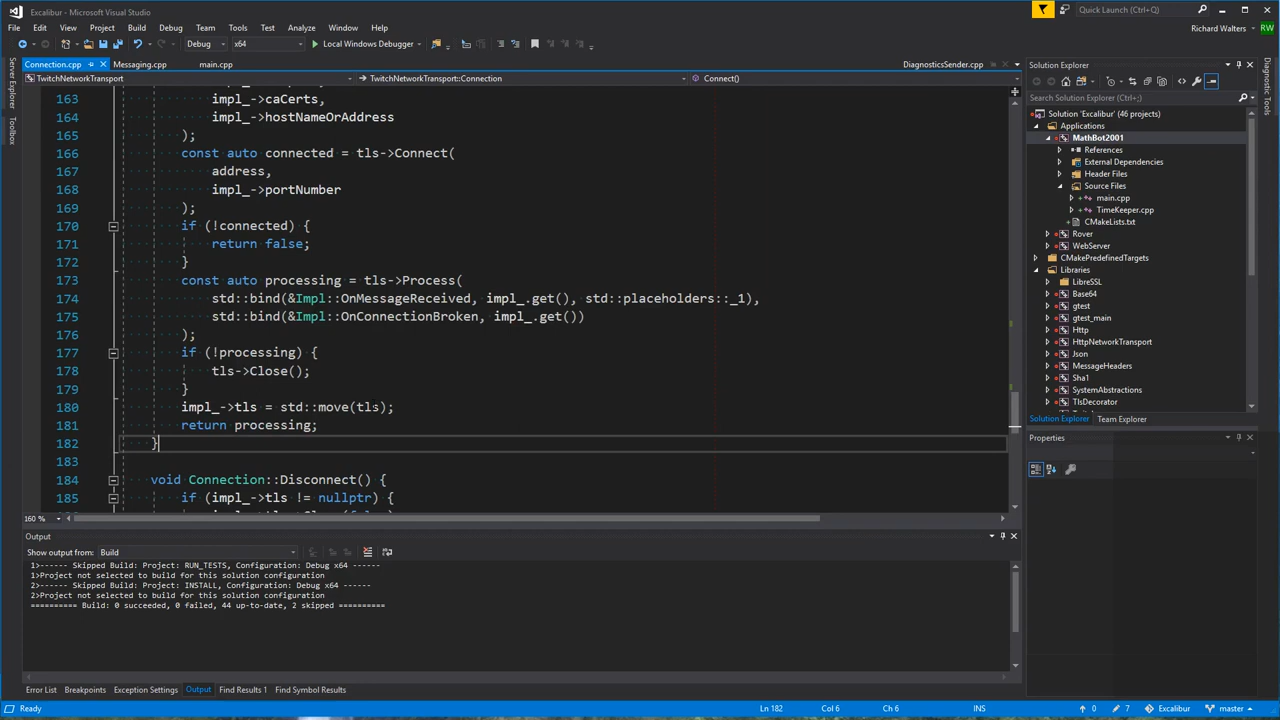 Excalibur - Microsoft Visual Studio
Quick Launch (Ctrl+Q)
File Edit View Project Build Debug Team Tools Test Analyze Window Help
Richard Walters RW
Debug x64 Local Windows Debugger
Connection.cpp Messaging.cpp main.cpp DiagnosticsSender.cpp
TwitchNetworkTransport TwitchNetworkTransport::Connection Connect()
Server Explorer
Toolbox
163 impl_->caCerts,
164 impl_->hostNameOrAddress
165 );
166 const auto connected = tls->Connect(
167 address,
168 impl_->portNumber
169 );
170 if (!connected) {
171 return false;
172 }
173 const auto processing = tls->Process(
174 std::bind(&Impl::OnMessageReceived, impl_.get(), std::placeholders::_1),
175 std::bind(&Impl::OnConnectionBroken, impl_.get())
176 );
177 if (!processing) {
178 tls->Close();
179 }
180 impl_->tls = std::move(tls);
181 return processing;
182 }
183
184 void Connection::Disconnect() {
185 if (impl_->tls != nullptr) {
160 %
Output
Show output from: Build
1>------ Skipped Build: Project: RUN_TESTS, Configuration: Debug x64 ------
1>Project not selected to build for this solution configuration
2>------ Skipped Build: Project: INSTALL, Configuration: Debug x64 ------
2>Project not selected to build for this solution configuration
========== Build: 0 succeeded, 0 failed, 44 up-to-date, 2 skipped ==========
Error List Breakpoints Exception Settings Output Find Results 1 Find Symbol Results
Solution Explorer
Search Solution Explorer (Ctrl+;)
Solution 'Excalibur' (46 projects)
Applications
MathBot2001
References
External Dependencies
Header Files
Source Files
main.cpp
TimeKeeper.cpp
CMakeLists.txt
Rover
WebServer
CMakePredefinedTargets
Libraries
LibreSSL
Base64
gtest
gtest_main
Http
HttpNetworkTransport
Json
MessageHeaders
Sha1
SystemAbstractions
TlsDecorator
Solution Explorer Team Explorer
Properties
Diagnostic Tools
Ready Ln 182 Col 6 Ch 6 INS 0 7 Excalibur master